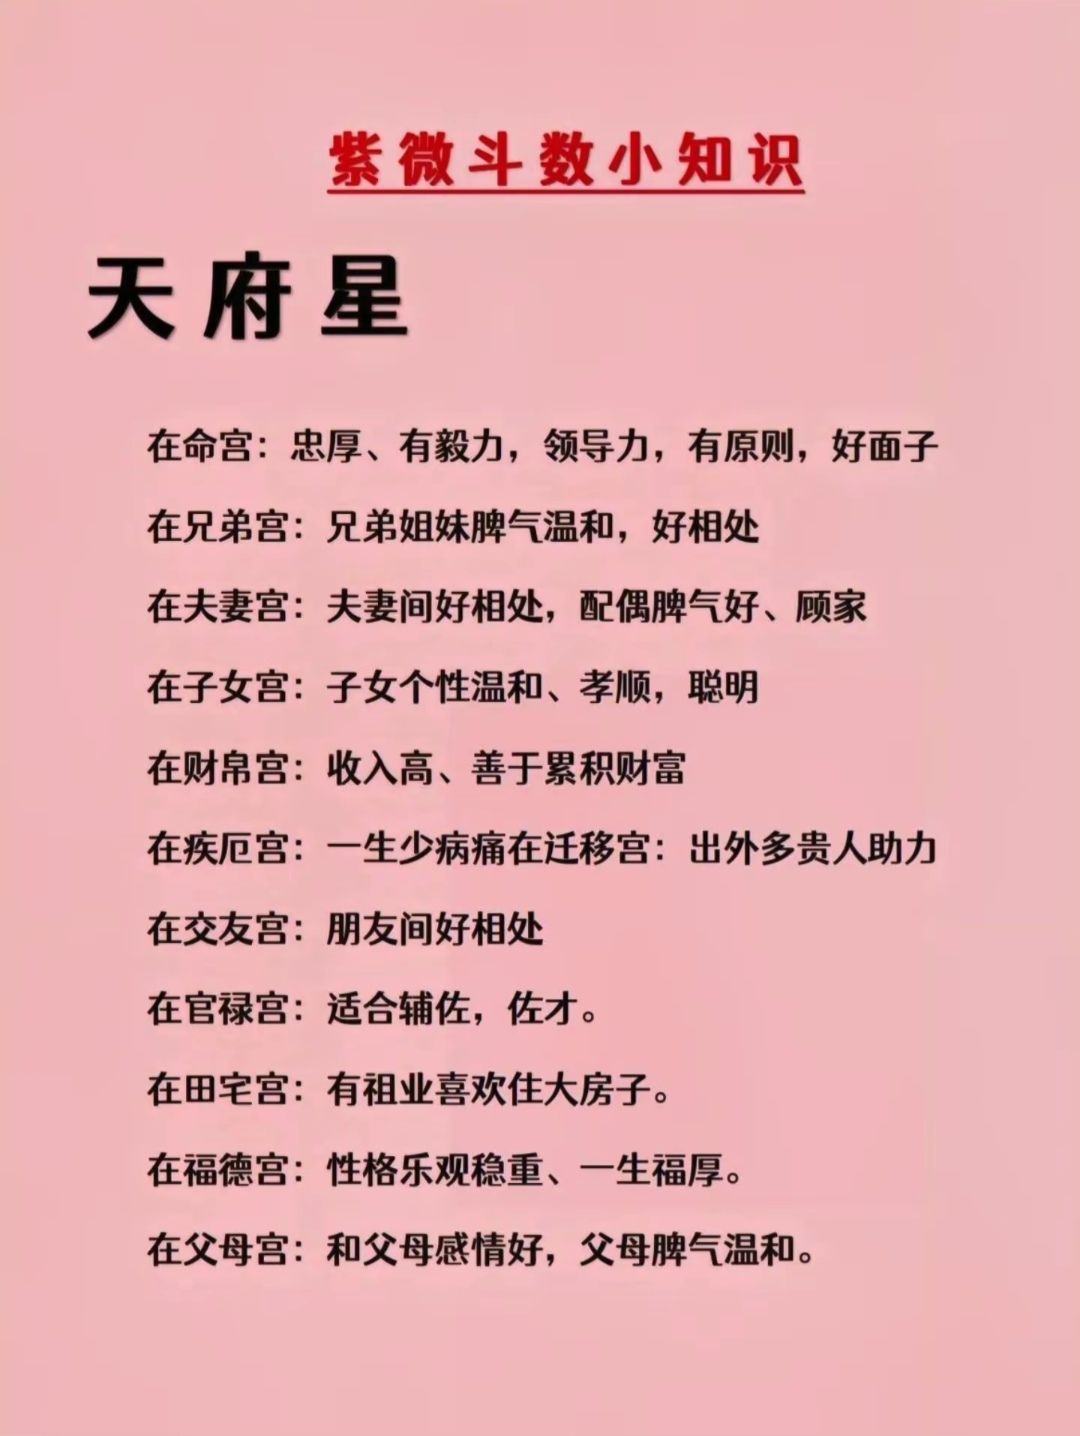 紫微斗数小知识
天府星
在命宫：忠厚、有毅力，领导力，有原则，好面子
在兄弟宫：兄弟姐妹脾气温和，好相处
在夫妻宫：夫妻间好相处，配偶脾气好、顾家
在子女宫：子女个性温和、孝顺，聪明
在财帛宫：收入高、善于累积财富
在疾厄宫：一生少病痛在迁移宫：出外多贵人助力
在交友宫：朋友间好相处
在官禄宫：适合辅佐，佐才。
在田宅宫：有祖业喜欢住大房子。
在福德宫：性格乐观稳重、一生福厚。
在父母宫：和父母感情好，父母脾气温和。